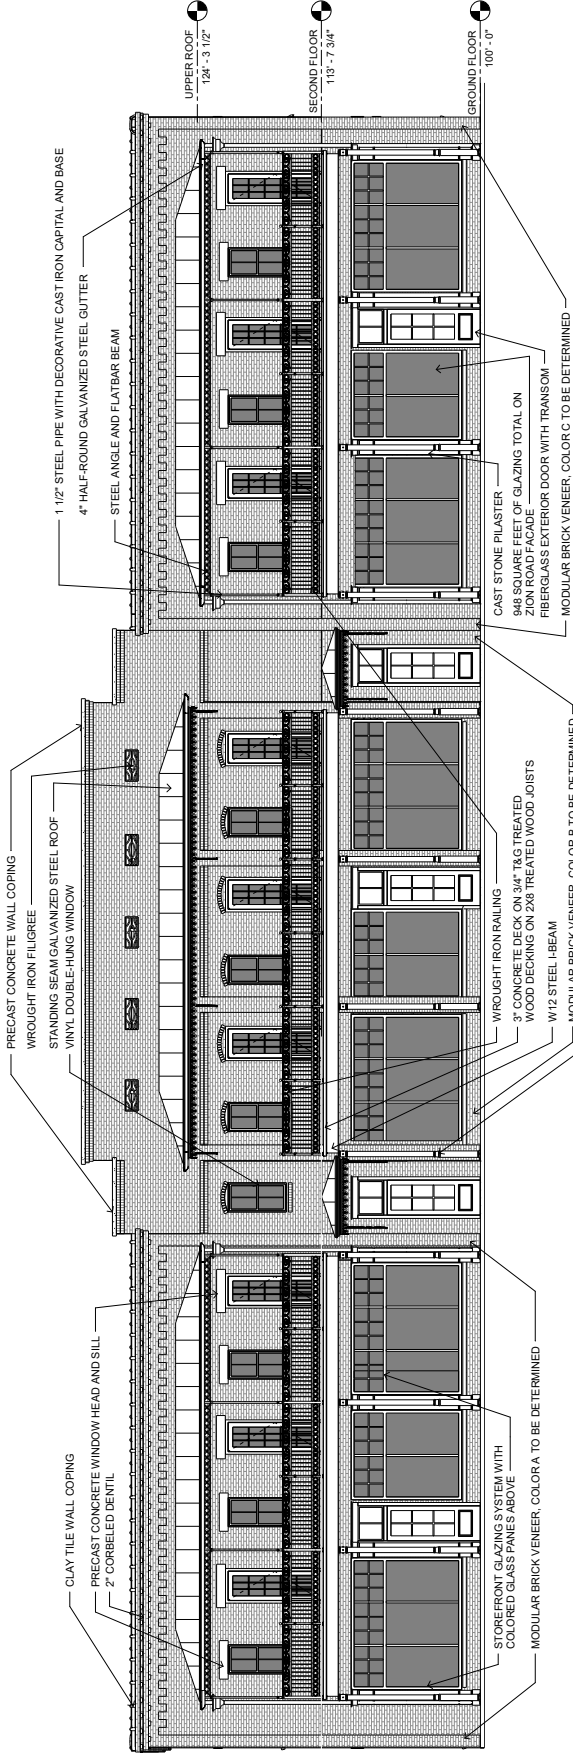 CLAY TILE WALL COPING
PRECAST CONCRETE WINDOW HEAD AND SILL
2" CORBELED DENTIL
PRECAST CONCRETE WALL COPING
WROUGHT IRON FILIGREE
STANDING SEAM GALVANIZED STEEL ROOF
VINYL DOUBLE-HUNG WINDOW
1 1/2" STEEL PIPE WITH DECORATIVE CAST IRON CAPITAL AND BASE
4" HALF-ROUND GALVANIZED STEEL GUTTER
STEEL ANGLE AND FLATBAR BEAM
UPPER ROOF
124' - 3 1/2"
SECOND FLOOR
113' - 7 3/4"
GROUND FLOOR
100' - 0"
STOREFRONT GLAZING SYSTEM WITH
COLORED GLASS PANES ABOVE
MODULAR BRICK VENEER, COLOR A TO BE DETERMINED
WROUGHT IRON RAILING
3" CONCRETE DECK ON 3/4" T&G TREATED
WOOD DECKING ON 2X8 TREATED WOOD JOISTS
W12 STEEL I-BEAM
MODULAR BRICK VENEER, COLOR B TO BE DETERMINED
CAST STONE PILASTER
948 SQUARE FEET OF GLAZING TOTAL ON
ZION ROAD FACADE
FIBERGLASS EXTERIOR DOOR WITH TRANSOM
MODULAR BRICK VENEER, COLOR C TO BE DETERMINED